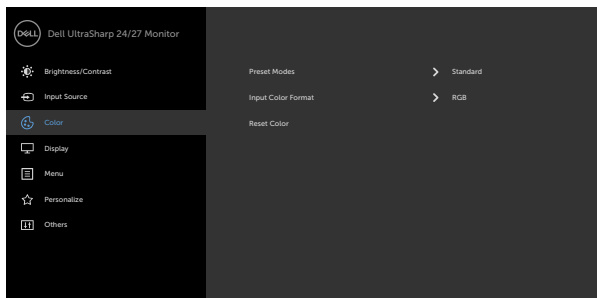 DELL Dell UltraSharp 24/27 Monitor
Brightness/Contrast Preset Modes Standard
Input Source Input Color Format RGB
Color Reset Color
Display
Menu
Personalize
Others